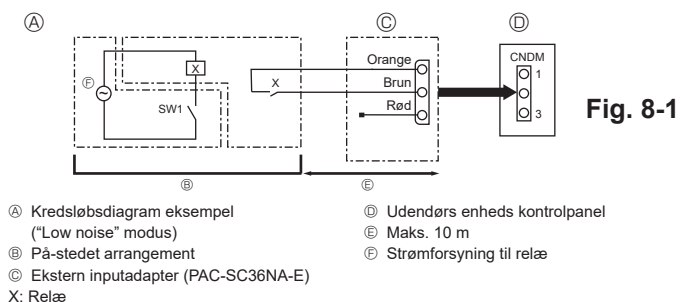 Ⓐ
Ⓒ
Ⓓ
Orange
Brun
Rød
X
X
SW1
Ⓕ
CNDM
1
3
Fig. 8-1
Ⓑ
Ⓔ
Ⓐ Kredsløbsdiagram eksempel
("Low noise" modus)
Ⓑ På-stedet arrangement
Ⓒ Ekstern inputadapter (PAC-SC36NA-E)
X: Relæ
Ⓓ Udendørs enheds kontrolpanel
Ⓔ Maks. 10 m
Ⓕ Strømforsyning til relæ